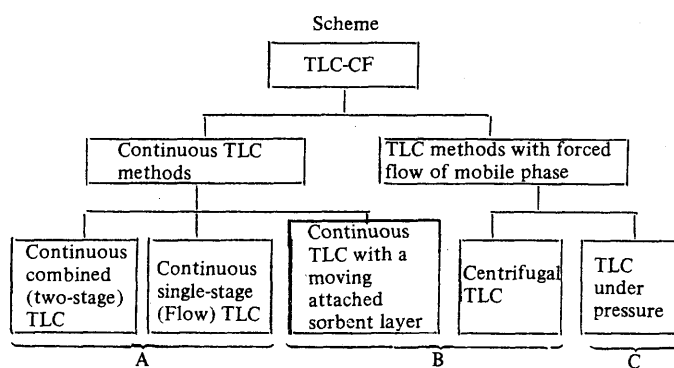 Scheme
TLC-CF
Continuous TLC
methods
TLC methods with forced
flow of mobile phase
Continuous
combined
(two-stage)
TLC
Continuous
single-stage
(Flow) TLC
Continuous
TLC with a
moving
attached
sorbent layer
Centrifugal
TLC
TLC
under
pressure
A
B
C